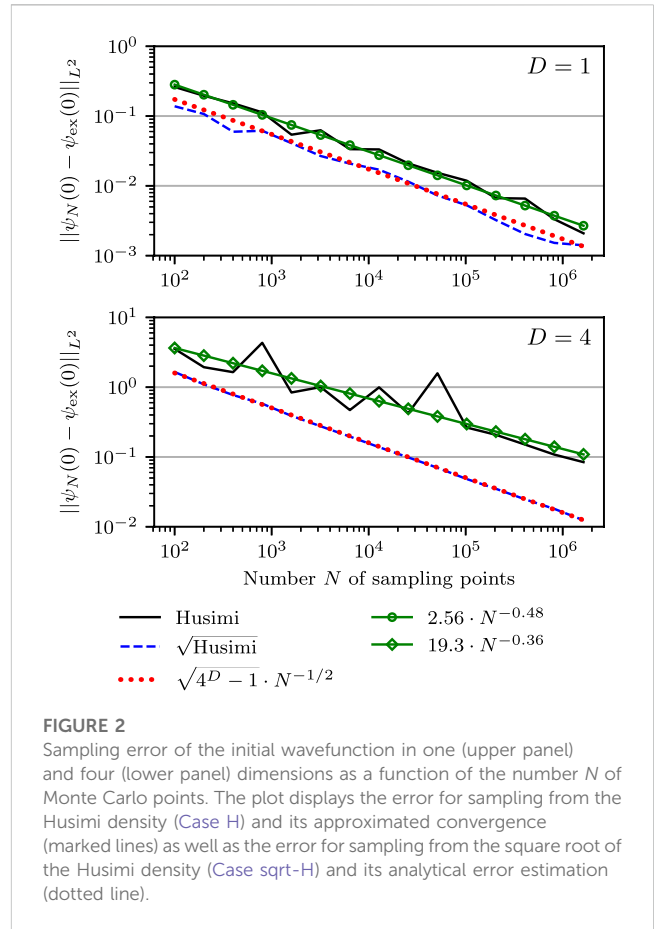 10^0
10^{-1}
10^{-2}
10^{-3}
||ψ_N(0) − ψ_ex(0)||_{L^2}
D = 1
10^2 10^3 10^4 10^5 10^6
10^1
10^0
10^{-1}
10^{-2}
||ψ_N(0) − ψ_ex(0)||_{L^2}
D = 4
10^2 10^3 10^4 10^5 10^6
Number N of sampling points
Husimi
√Husimi
√(4^D − 1) · N^{-1/2}
2.56 · N^{-0.48}
19.3 · N^{-0.36}
FIGURE 2
Sampling error of the initial wavefunction in one (upper panel)
and four (lower panel) dimensions as a function of the number N of
Monte Carlo points. The plot displays the error for sampling from the
Husimi density (Case H) and its approximated convergence
(marked lines) as well as the error for sampling from the square root of
the Husimi density (Case sqrt-H) and its analytical error estimation
(dotted line).